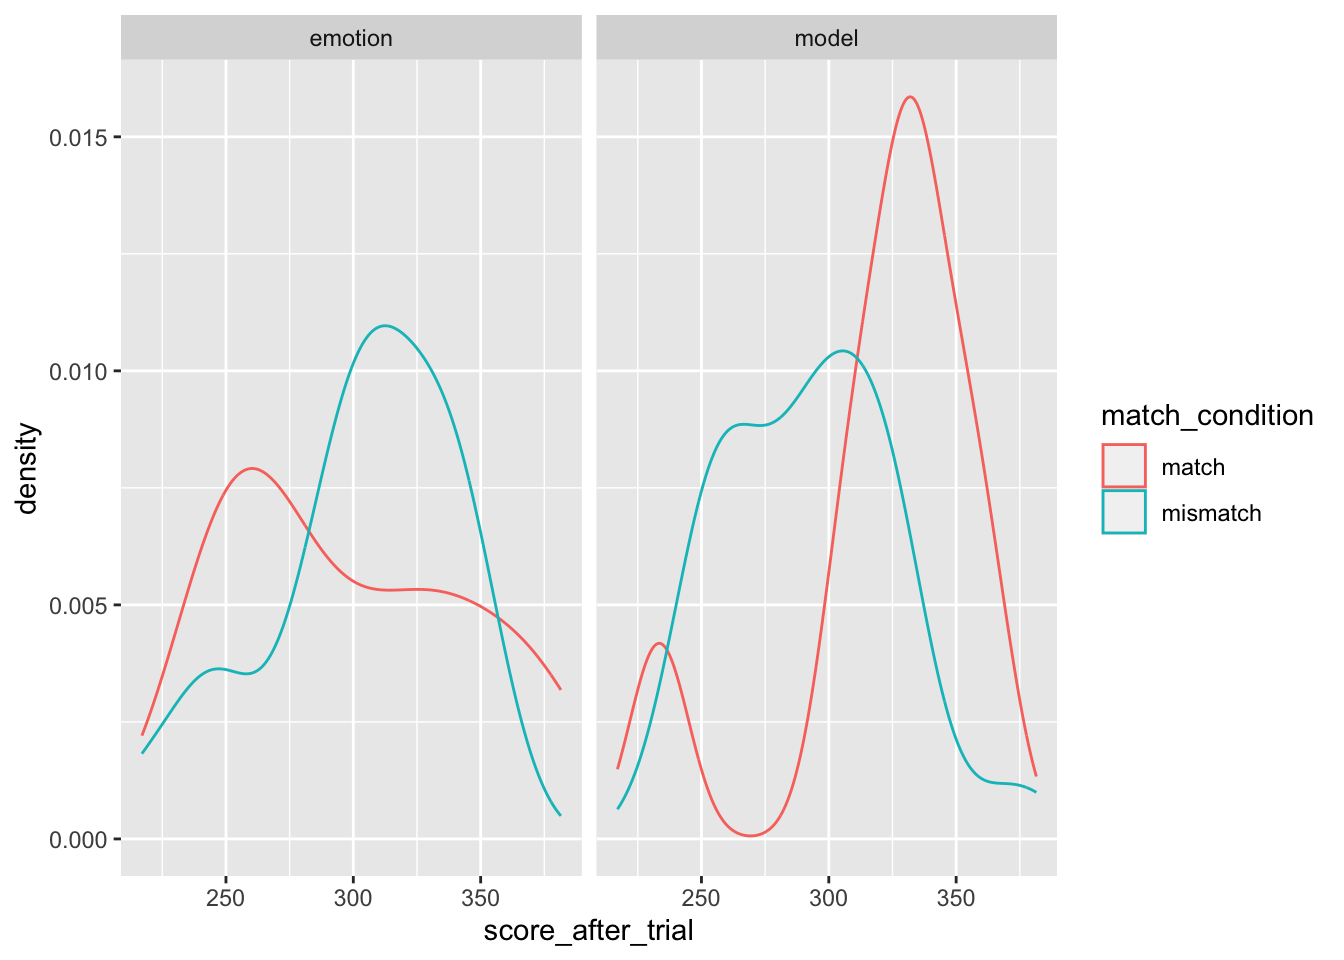 emotion
model
0.015
0.010
0.005
0.000
density
250 300 350
250 300 350
score_after_trial
match_condition
match
mismatch